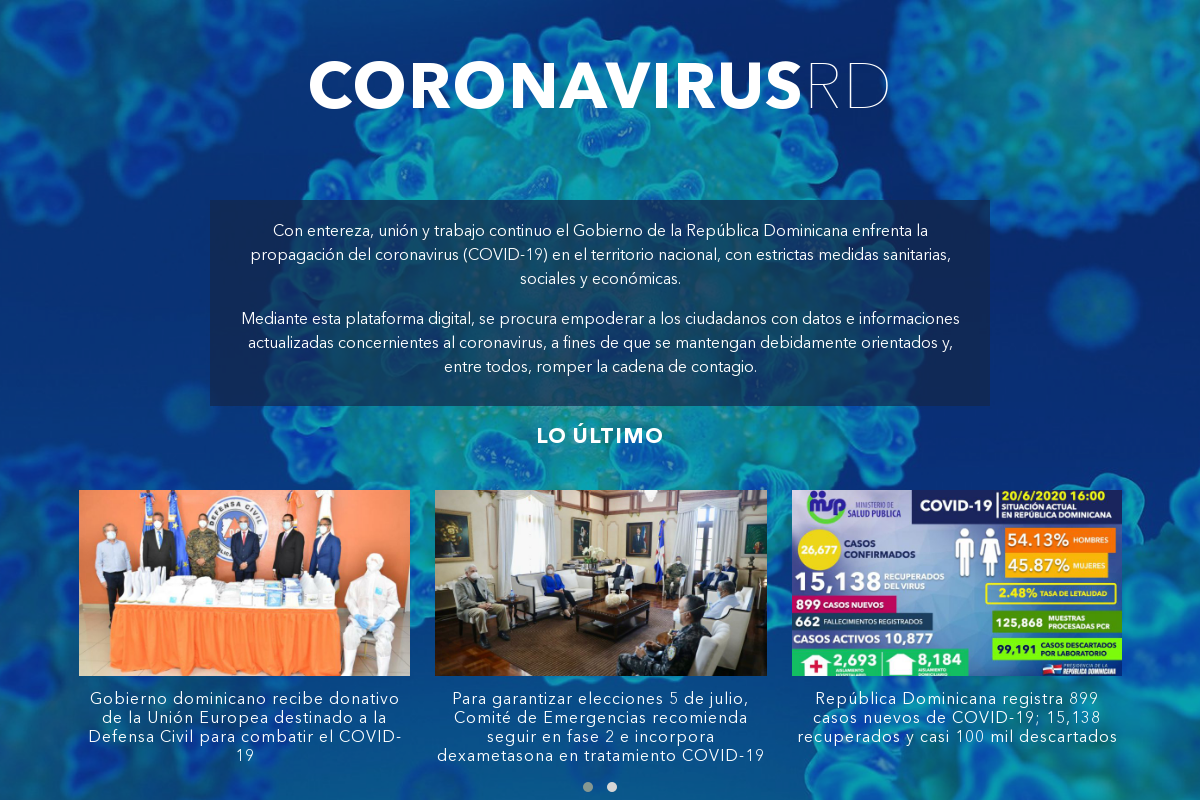 CORONAVIRUSRD
Con entereza, unión y trabajo continuo el Gobierno de la República Dominicana enfrenta la
propagación del coronavirus (COVID-19) en el territorio nacional, con estrictas medidas sanitarias,
sociales y económicas.
Mediante esta plataforma digital, se procura empoderar a los ciudadanos con datos e informaciones
actualizadas concernientes al coronavirus, a fines de que se mantengan debidamente orientados y,
entre todos, romper la cadena de contagio.
LO ÚLTIMO
DEFENSA CIVIL
Gobierno dominicano recibe donativo
de la Unión Europea destinado a la
Defensa Civil para combatir el COVID-
19
Para garantizar elecciones 5 de julio,
Comité de Emergencias recomienda
seguir en fase 2 e incorpora
dexametasona en tratamiento COVID-19
msp
MINISTERIO DE
SALUD PUBLICA
COVID-19
20/6/2020 16:00
SITUACIÓN ACTUAL
EN REPÚBLICA DOMINICANA
26,677 CASOS
CONFIRMADOS
15,138 RECUPERADOS
DEL VIRUS
899 CASOS NUEVOS
662 FALLECIMIENTOS REGISTRADOS
CASOS ACTIVOS 10,877
2,693 AISLAMIENTO
8,184 AISLAMIENTO
54.13% HOMBRES
45.87% MUJERES
2.48% TASA DE LETALIDAD
125,868 MUESTRAS
PROCESADAS PCR
99,191 CASOS DESCARTADOS
POR LABORATORIO
PRESIDENCIA DE LA
REPÚBLICA DOMINICANA
República Dominicana registra 899
casos nuevos de COVID-19; 15,138
recuperados y casi 100 mil descartados